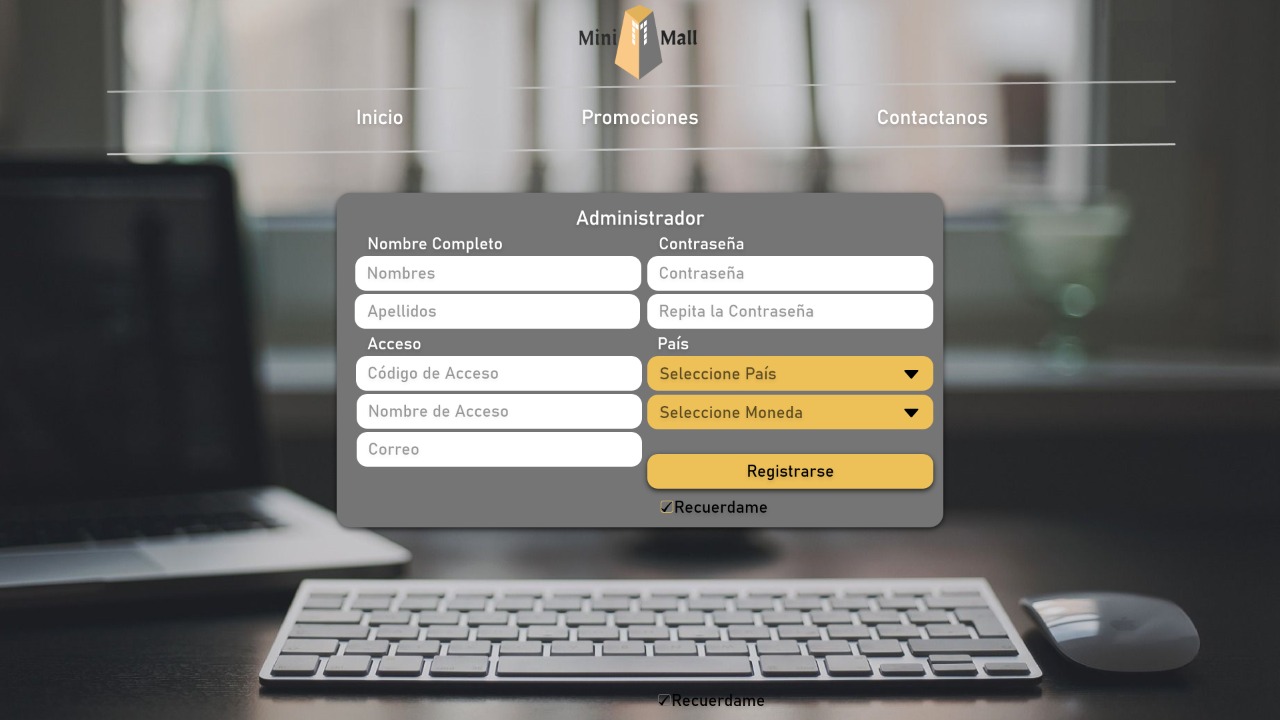 Mini Mall
Inicio Promociones Contactanos
Administrador
Nombre Completo Contraseña
Nombres Contraseña
Apellidos Repita la Contraseña
Acceso País
Código de Acceso Seleccione País
Nombre de Acceso Seleccione Moneda
Correo
Registrarse
Recuerdame
Recuerdame